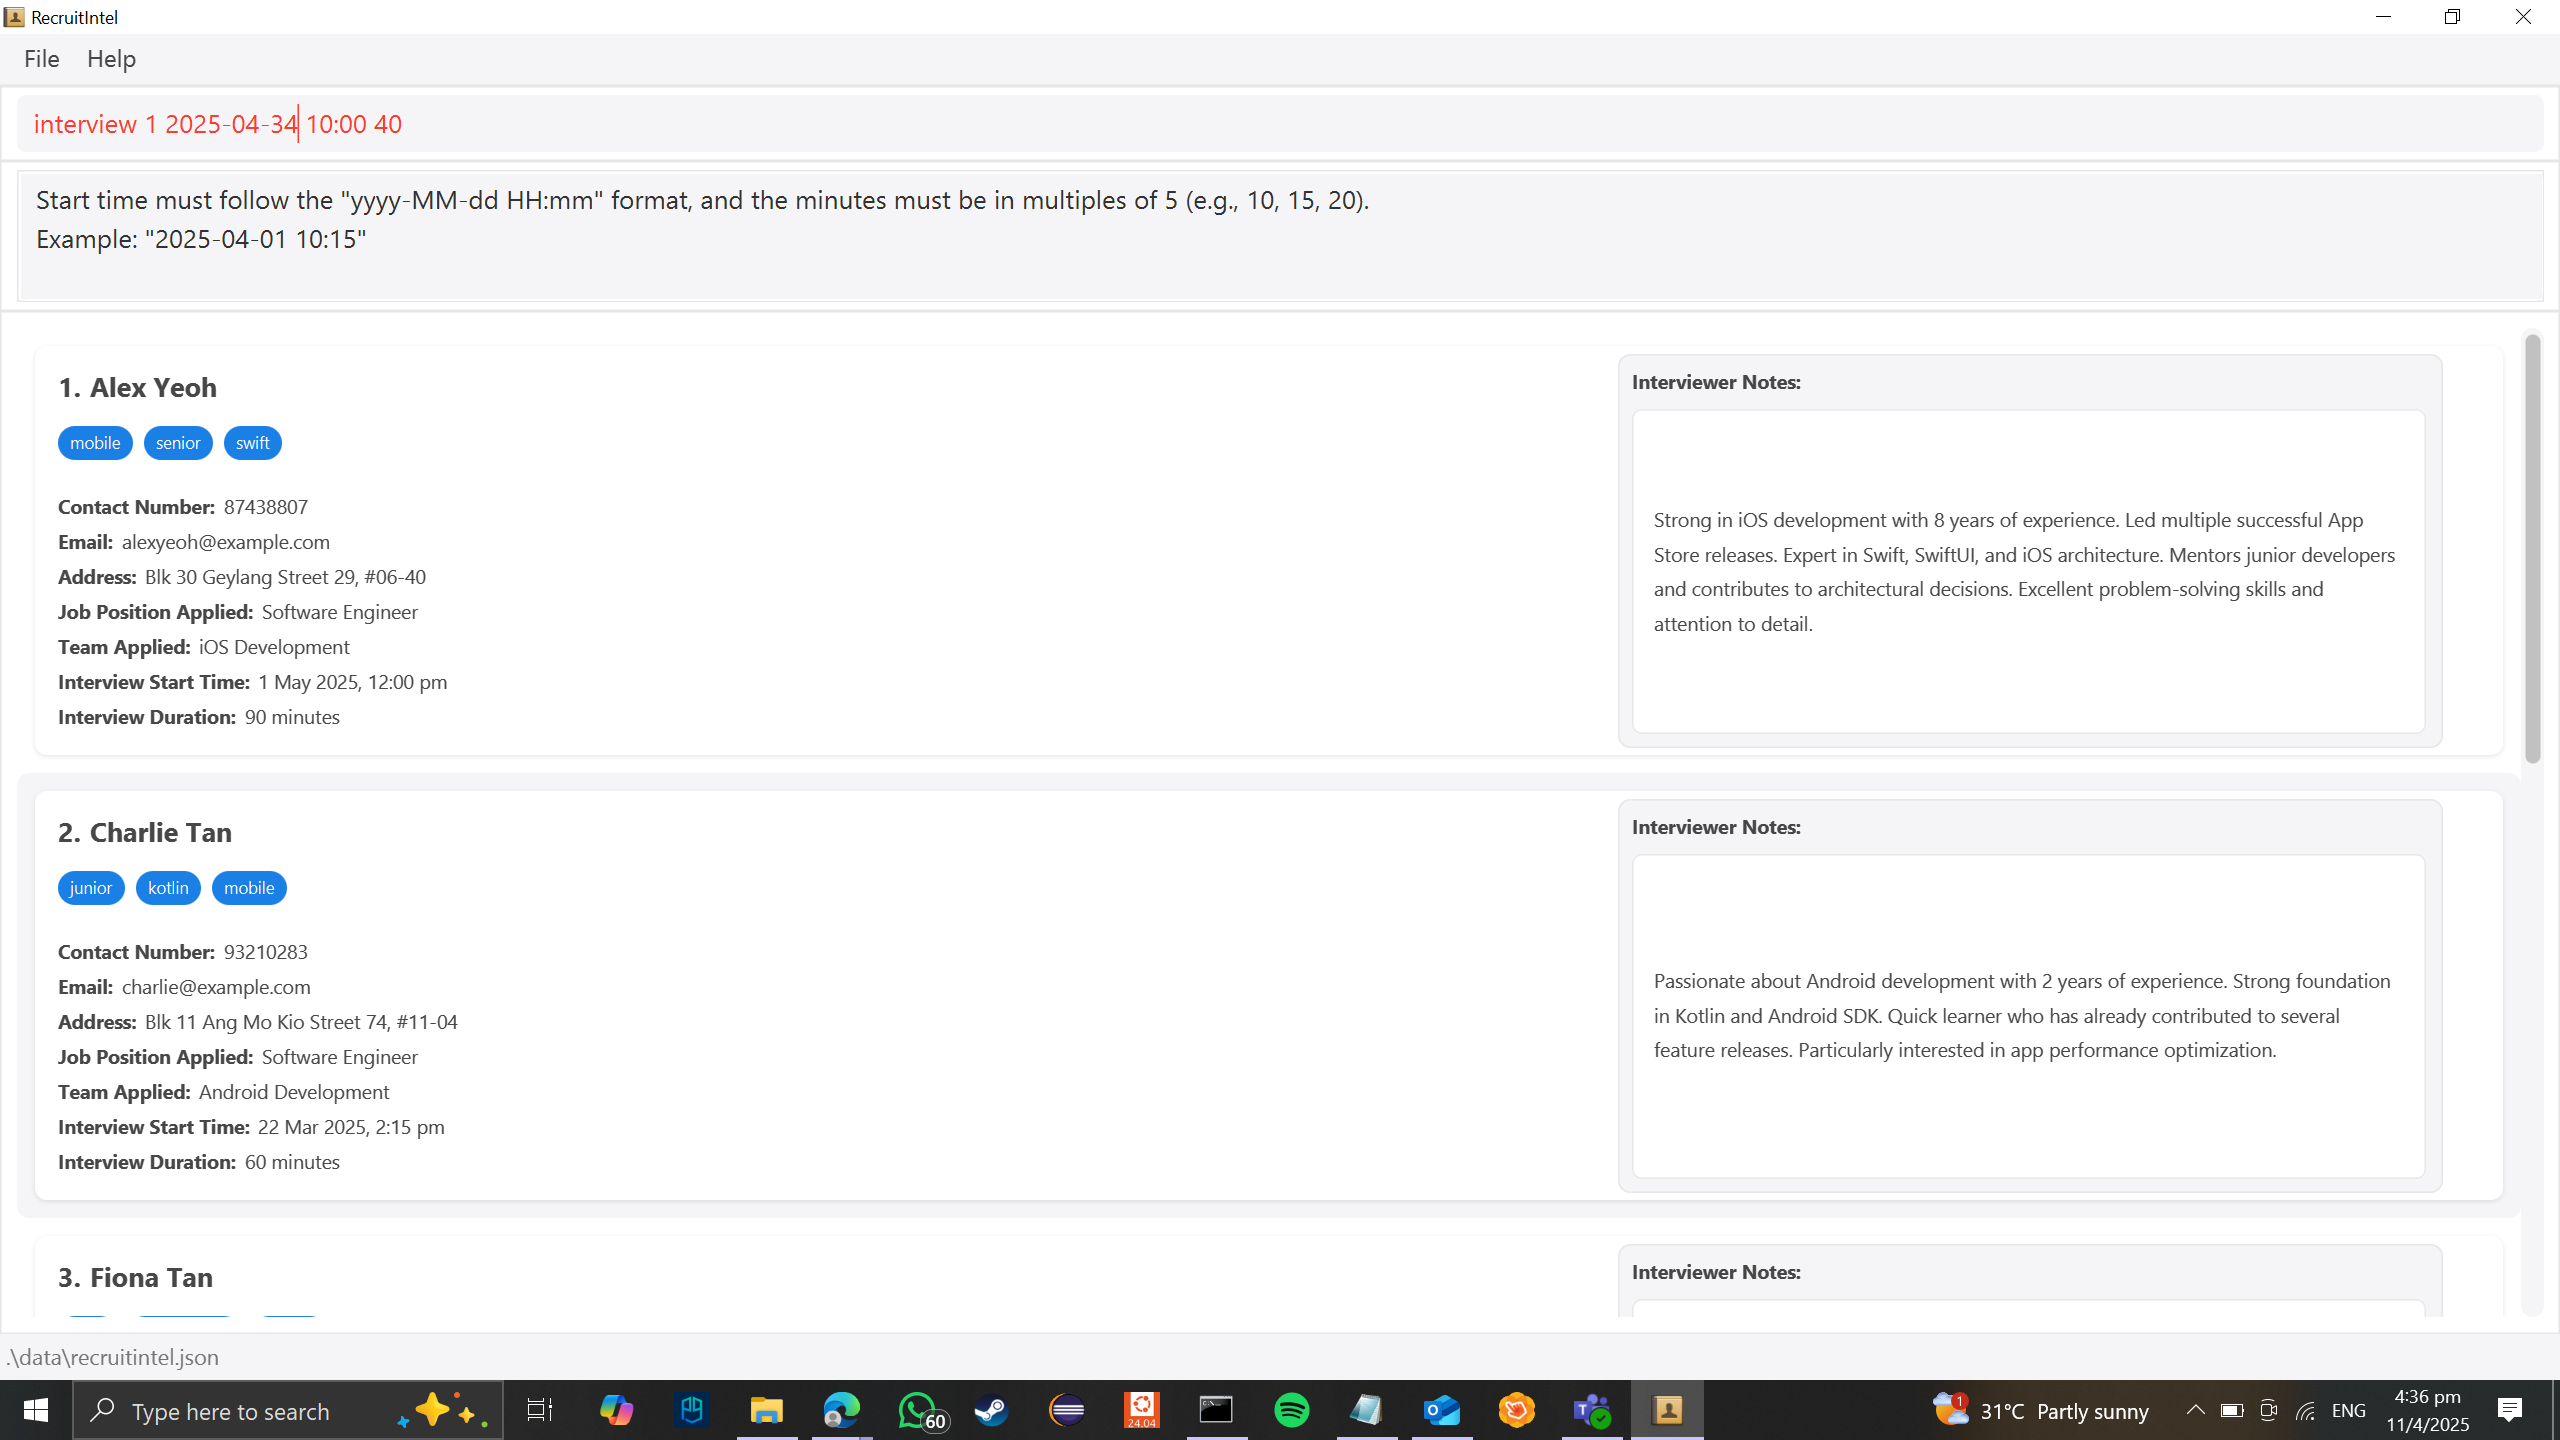 RecruitIntel
File Help
interview 1 2025-04-34 10:00 40
Start time must follow the "yyyy-MM-dd HH:mm" format, and the minutes must be in multiples of 5 (e.g., 10, 15, 20).
Example: "2025-04-01 10:15"
1. Alex Yeoh
mobile senior swift
Contact Number: 87438807
Email: alexyeoh@example.com
Address: Blk 30 Geylang Street 29, #06-40
Job Position Applied: Software Engineer
Team Applied: iOS Development
Interview Start Time: 1 May 2025, 12:00 pm
Interview Duration: 90 minutes
Interviewer Notes:
Strong in iOS development with 8 years of experience. Led multiple successful App
Store releases. Expert in Swift, SwiftUI, and iOS architecture. Mentors junior developers
and contributes to architectural decisions. Excellent problem-solving skills and
attention to detail.
2. Charlie Tan
junior kotlin mobile
Contact Number: 93210283
Email: charlie@example.com
Address: Blk 11 Ang Mo Kio Street 74, #11-04
Job Position Applied: Software Engineer
Team Applied: Android Development
Interview Start Time: 22 Mar 2025, 2:15 pm
Interview Duration: 60 minutes
Interviewer Notes:
Passionate about Android development with 2 years of experience. Strong foundation
in Kotlin and Android SDK. Quick learner who has already contributed to several
feature releases. Particularly interested in app performance optimization.
3. Fiona Tan
Interviewer Notes:
.\data\recruitintel.json
Type here to search
60
24.04
1
31°C Partly sunny
ENG
4:36 pm
11/4/2025